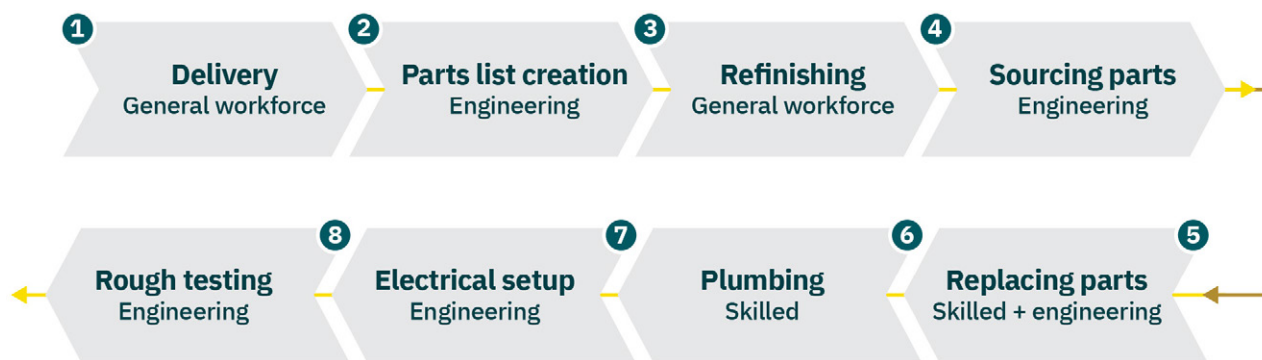 1
Delivery
General workforce
2
Parts list creation
Engineering
3
Refinishing
General workforce
4
Sourcing parts
Engineering
5
Replacing parts
Skilled + engineering
6
Plumbing
Skilled
7
Electrical setup
Engineering
8
Rough testing
Engineering